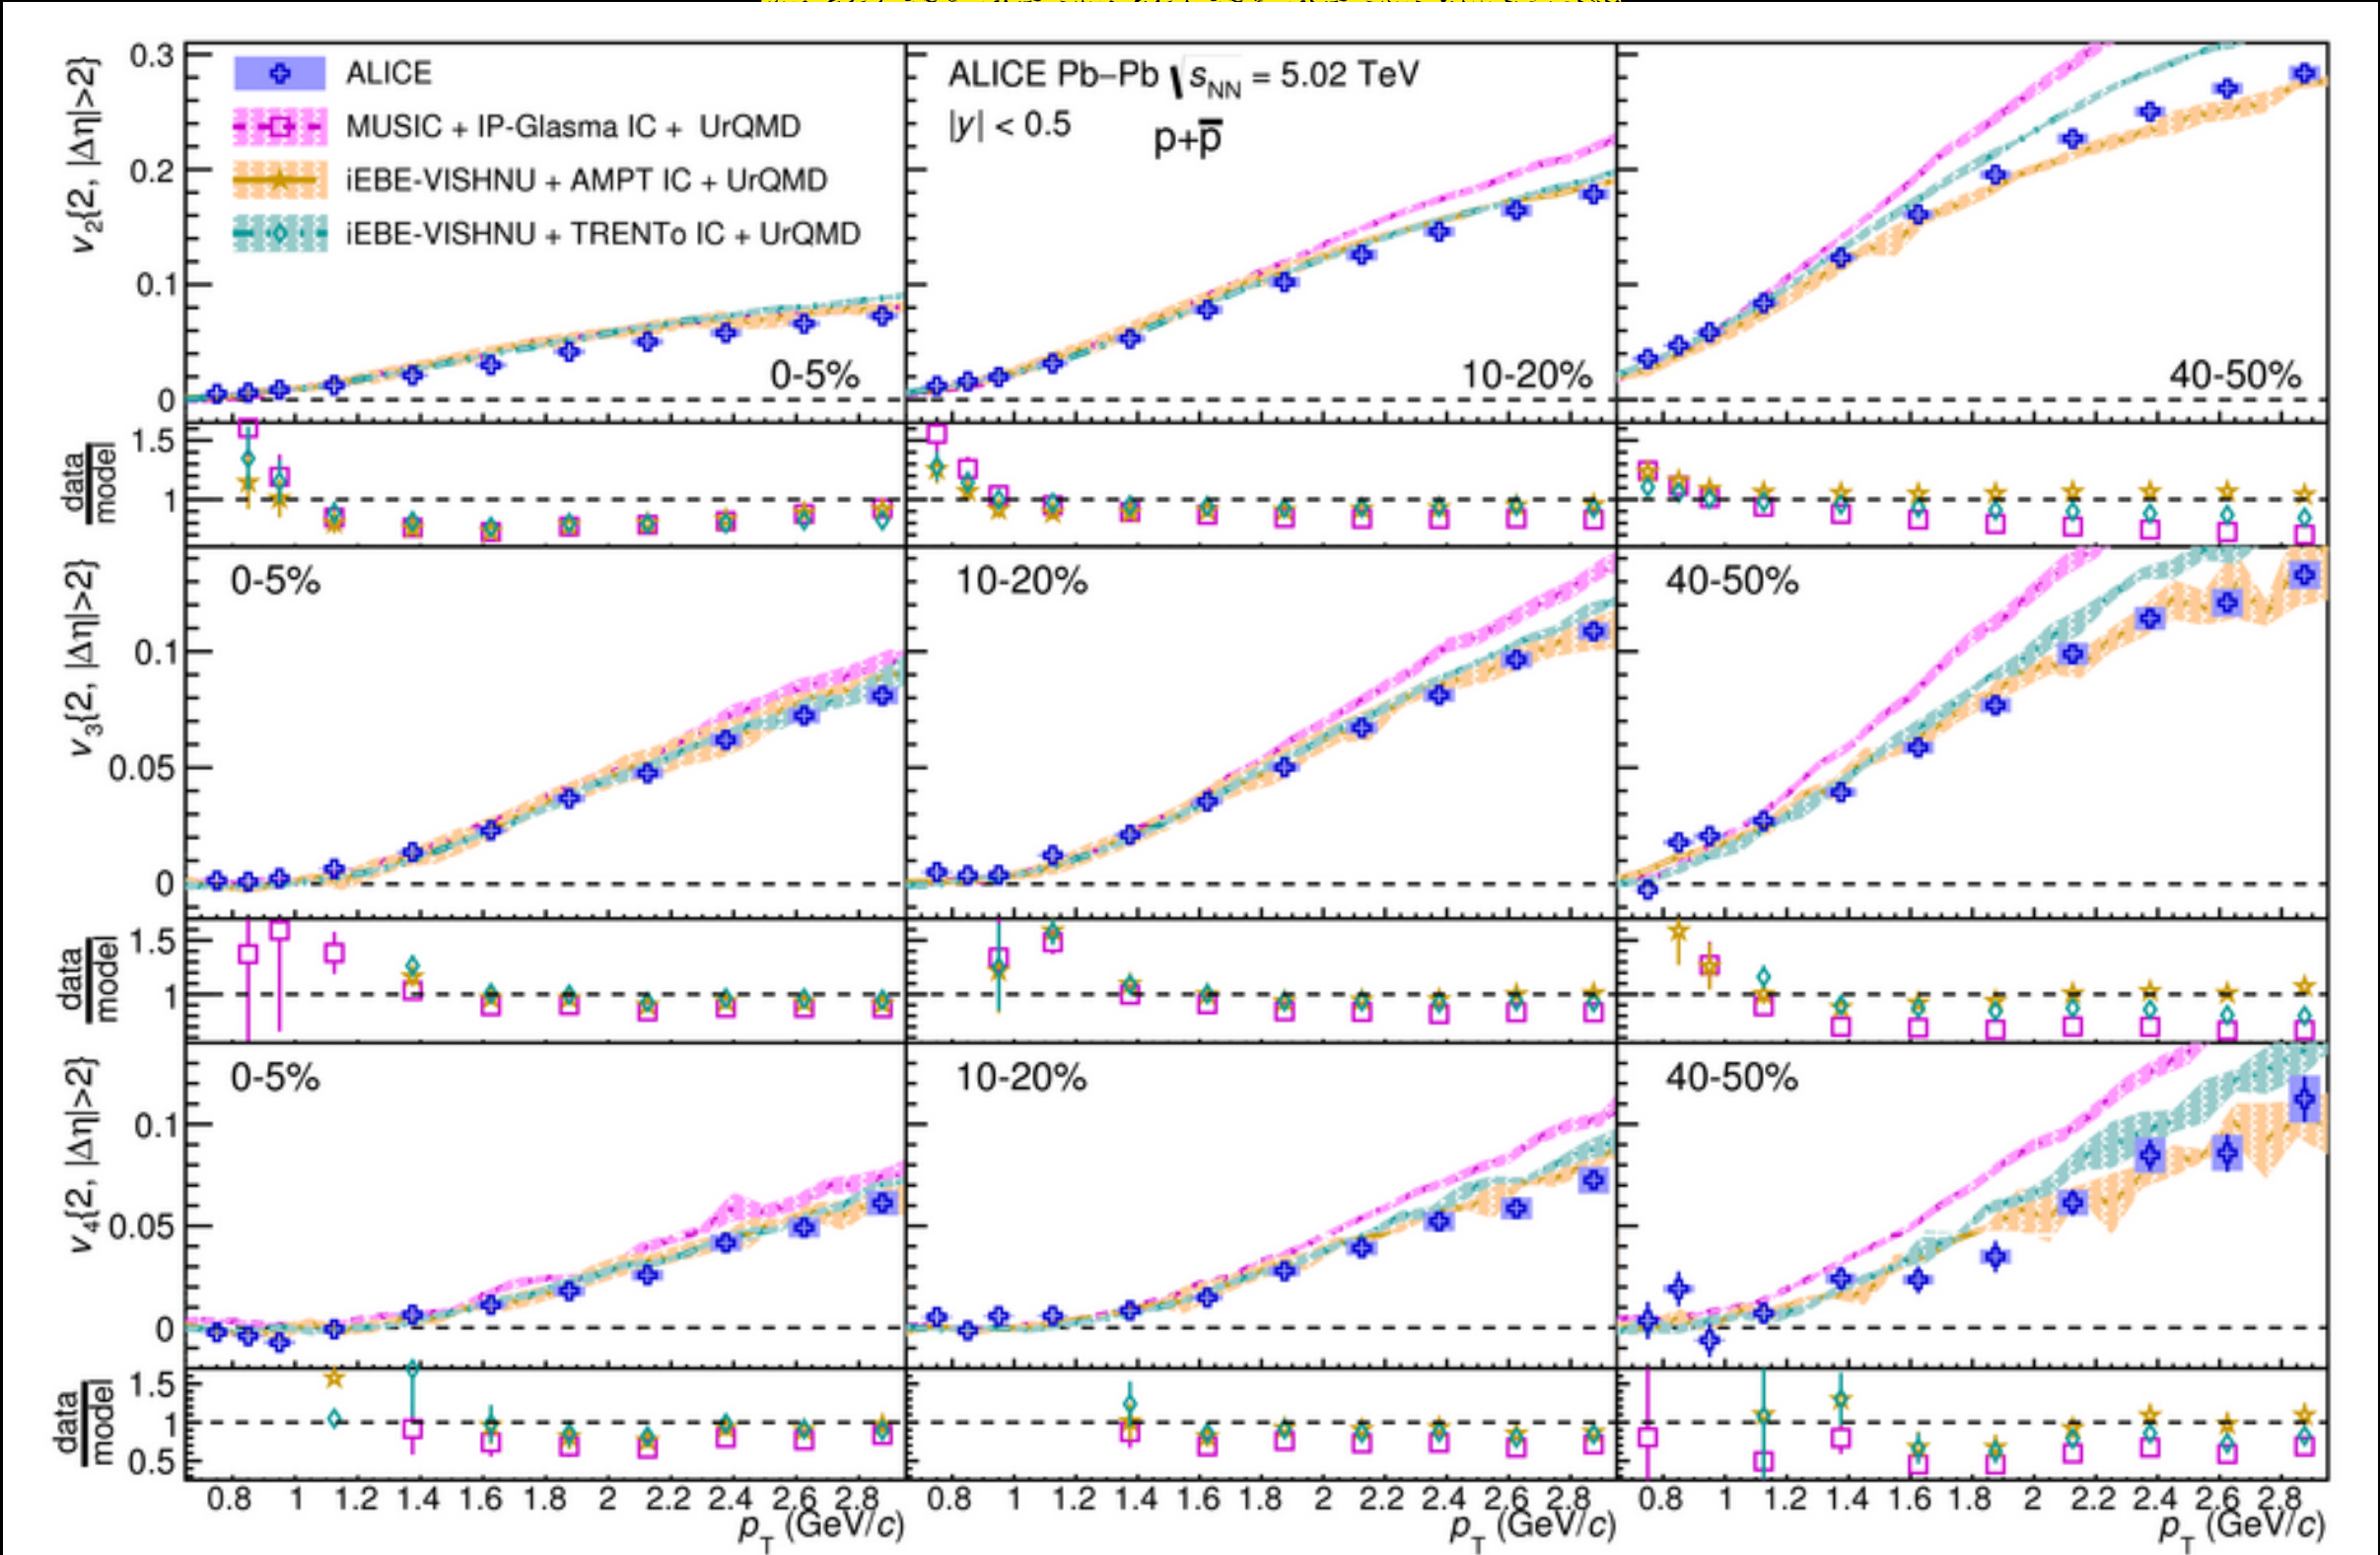 0.3
0.2
0.1
0
v₂{2, |Δη|>2}
ALICE
MUSIC + IP-Glasma IC + UrQMD
iEBE-VISHNU + AMPT IC + UrQMD
iEBE-VISHNU + TRENTo IC + UrQMD
0-5%
ALICE Pb–Pb √s_NN = 5.02 TeV
|y| < 0.5
p+p̅
10-20%
40-50%
data
model
1.5
1
v₃{2, |Δη|>2}
0.1
0.05
0
0-5%
10-20%
40-50%
data
model
1.5
1
v₄{2, |Δη|>2}
0.1
0.05
0
0-5%
10-20%
40-50%
data
model
1.5
1
0.5
0.8 1 1.2 1.4 1.6 1.8 2 2.2 2.4 2.6 2.8
p_T (GeV/c)
0.8 1 1.2 1.4 1.6 1.8 2 2.2 2.4 2.6 2.8
p_T (GeV/c)
0.8 1 1.2 1.4 1.6 1.8 2 2.2 2.4 2.6 2.8
p_T (GeV/c)